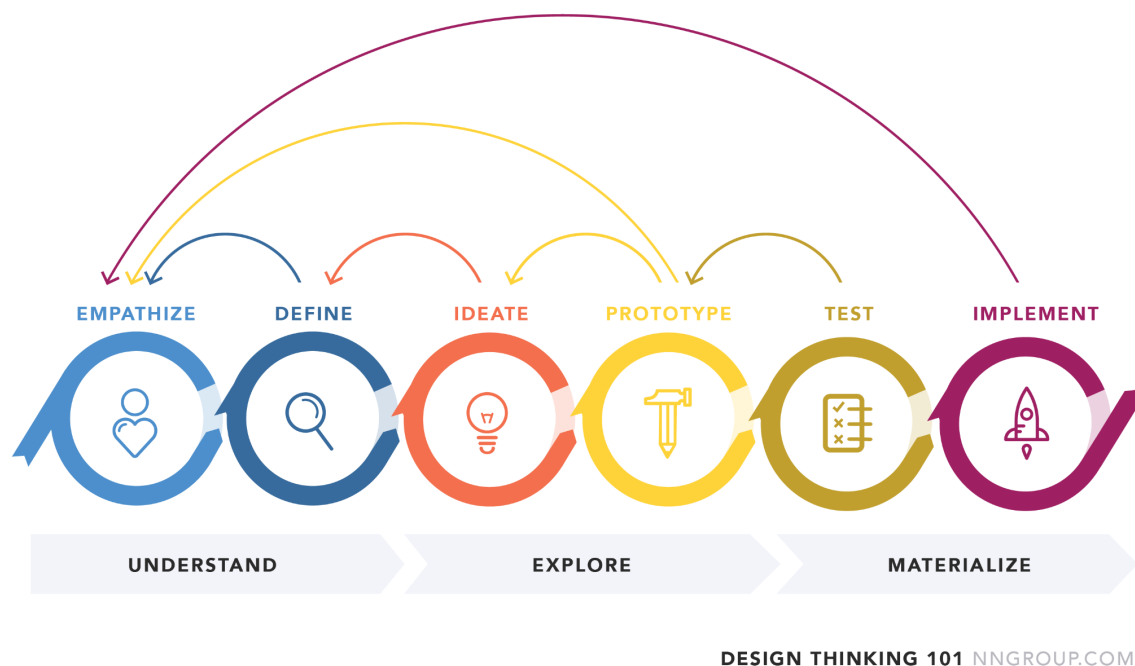 EMPATHIZE DEFINE IDEATE PROTOTYPE TEST IMPLEMENT
UNDERSTAND EXPLORE MATERIALIZE
DESIGN THINKING 101 NNGROUP.COM